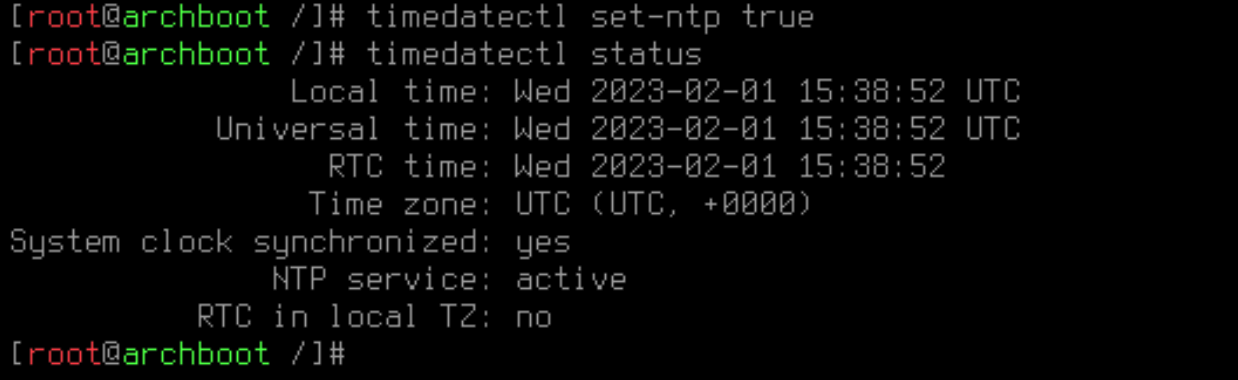 [root@archboot /]# timedatectl set-ntp true
[root@archboot /]# timedatectl status
Local time: Wed 2023-02-01 15:38:52 UTC
Universal time: Wed 2023-02-01 15:38:52 UTC
RTC time: Wed 2023-02-01 15:38:52
Time zone: UTC (UTC, +0000)
System clock synchronized: yes
NTP service: active
RTC in local TZ: no
[root@archboot /]#